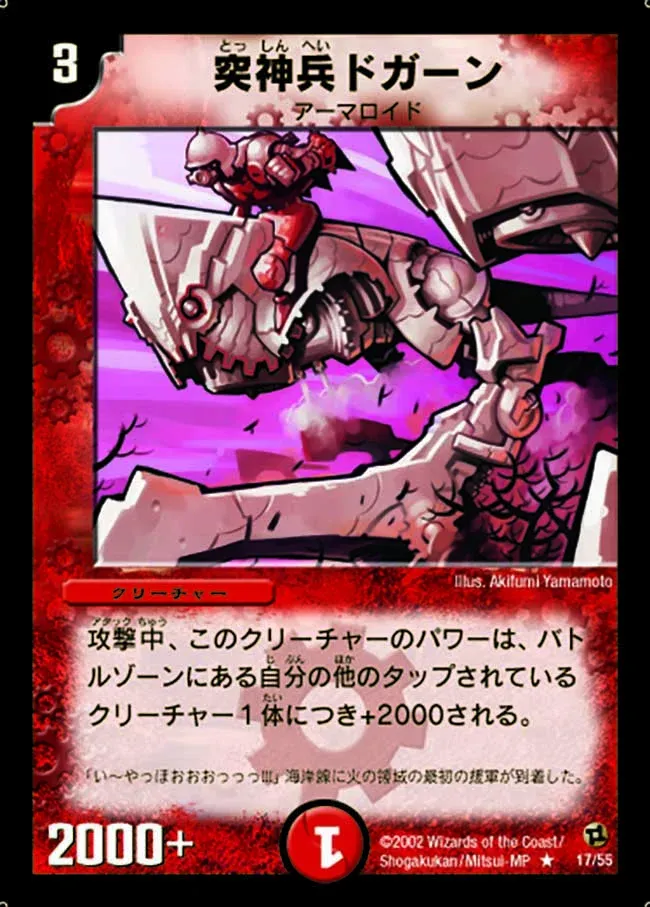 3
とっ しん へい
突神兵ドガーン
アーマロイド
Illus. Akifumi Yamamoto
クリーチャー
アタック ちゅう
攻撃中、このクリーチャーのパワーは、バト
じ ぶん ほか
ルゾーンにある自分の他のタップされている
たい
クリーチャー1体につき+2000される。
「い〜やっほおおおっっっ!!!」海岸線に火の領域の最初の援軍が到着した。
2000+
1
©2002 Wizards of the Coast/
Shogakukan/Mitsui-MP ★ 17/55